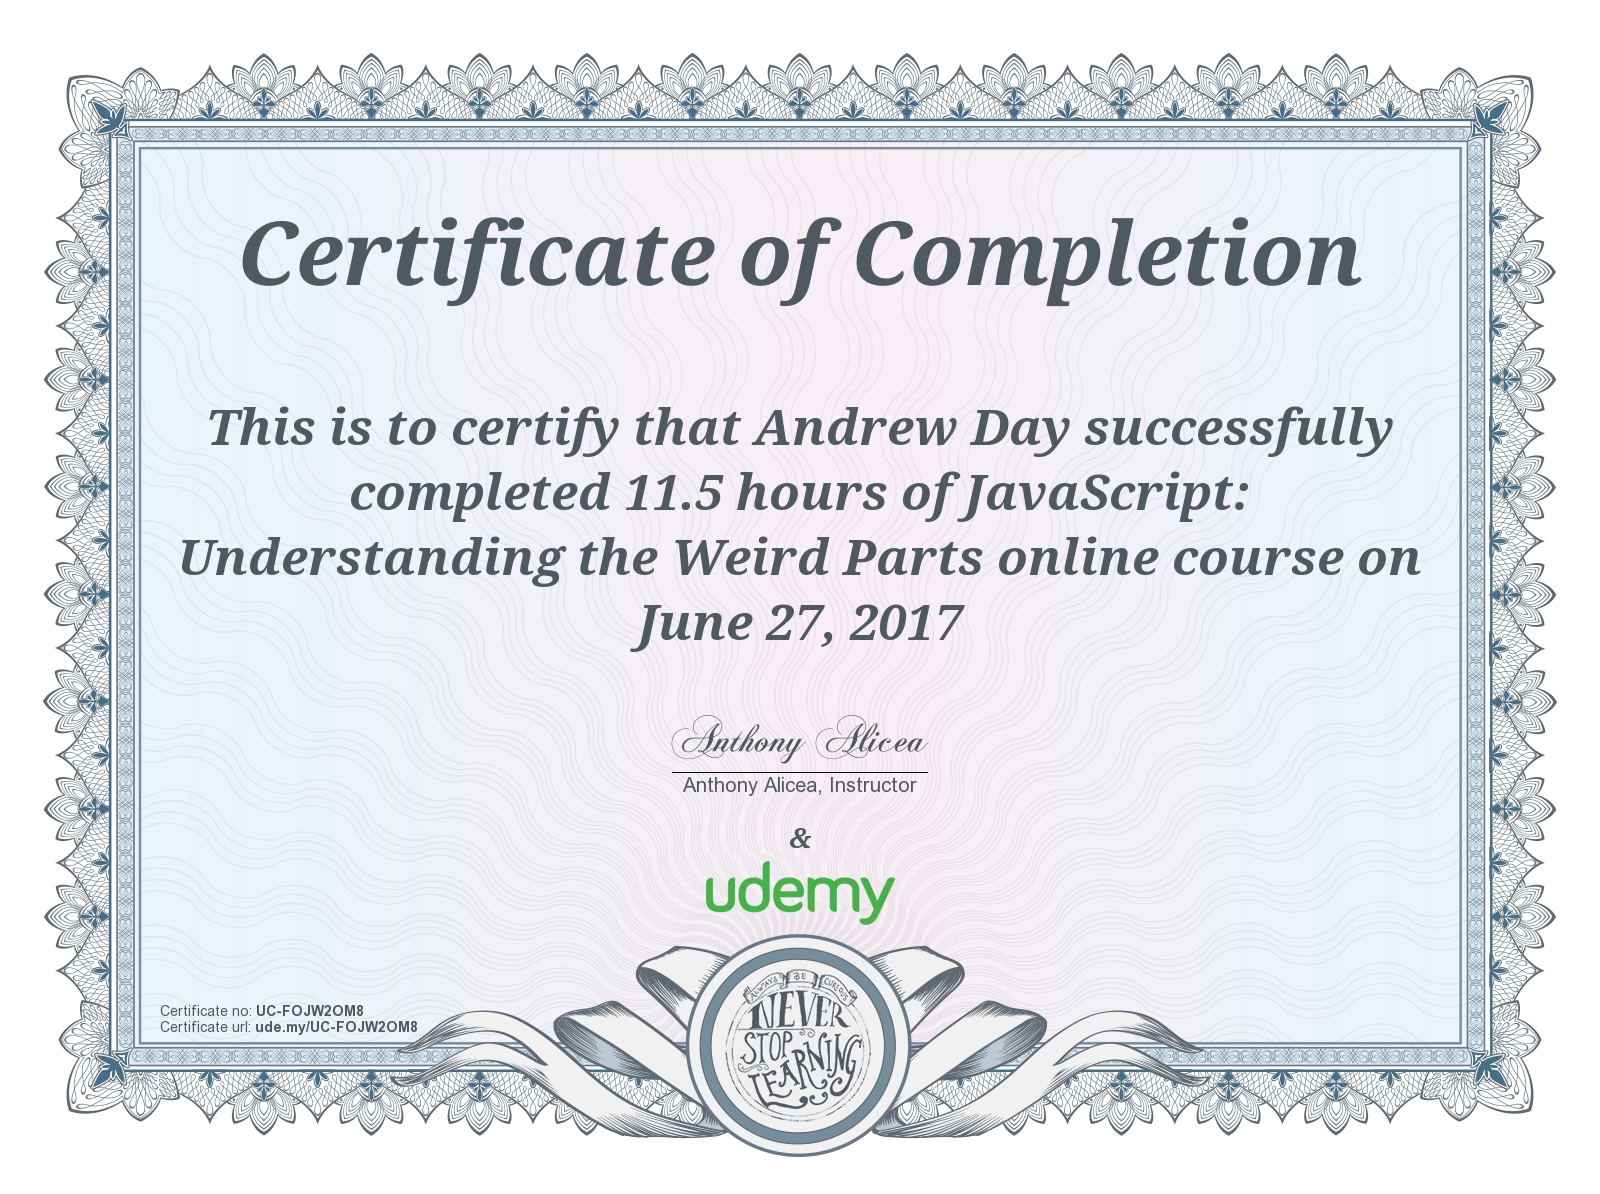 Certificate of Completion
This is to certify that Andrew Day successfully
completed 11.5 hours of JavaScript:
Understanding the Weird Parts online course on
June 27, 2017
Anthony Alicea
Anthony Alicea, Instructor
&
udemy
Certificate no: UC-FOJW2OM8
Certificate url: ude.my/UC-FOJW2OM8
ALWAYS BE CURIOUS
NEVER
STOP
LEARNING